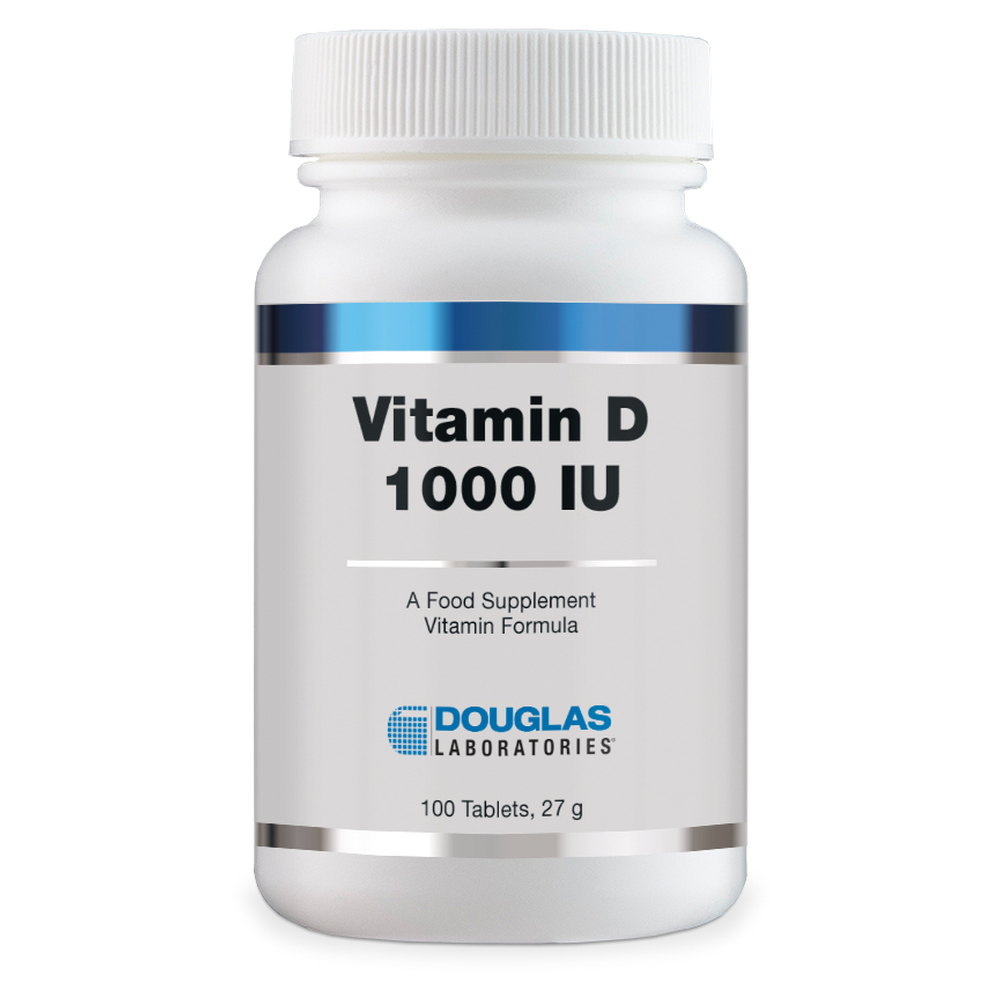 Vitamin D
1000 IU
A Food Supplement
Vitamin Formula
DOUGLAS
LABORATORIES®
100 Tablets, 27 g